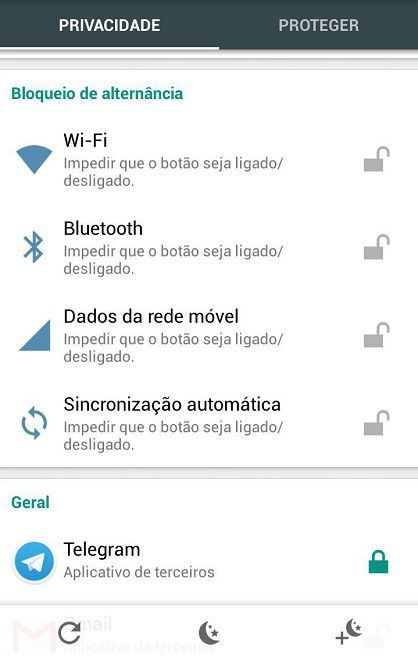 PRIVACIDADE PROTEGER
Bloqueio de alternância
Wi-Fi
Impedir que o botão seja ligado/
desligado.
Bluetooth
Impedir que o botão seja ligado/
desligado.
Dados da rede móvel
Impedir que o botão seja ligado/
desligado.
Sincronização automática
Impedir que o botão seja ligado/
desligado.
Geral
Telegram
Aplicativo de terceiros
Gmail
Aplicativo de terceiros